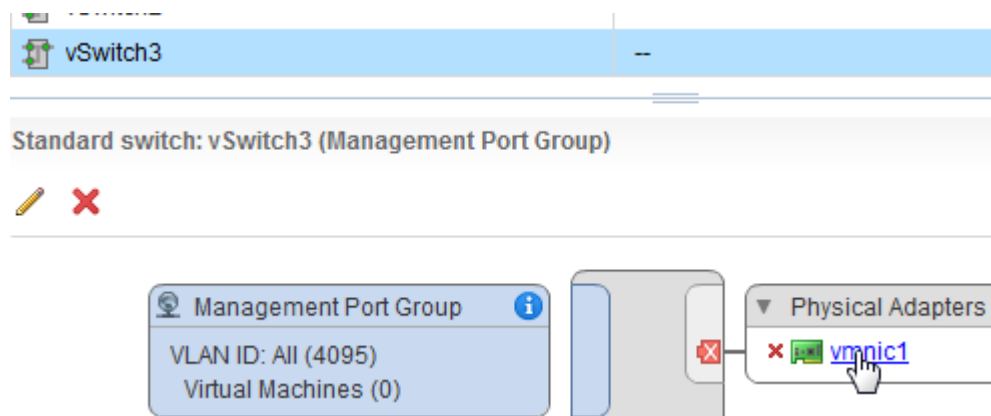 vSwitch3 --
Standard switch: vSwitch3 (Management Port Group)
Management Port Group
VLAN ID: All (4095)
Virtual Machines (0)
Physical Adapters
vmnic1